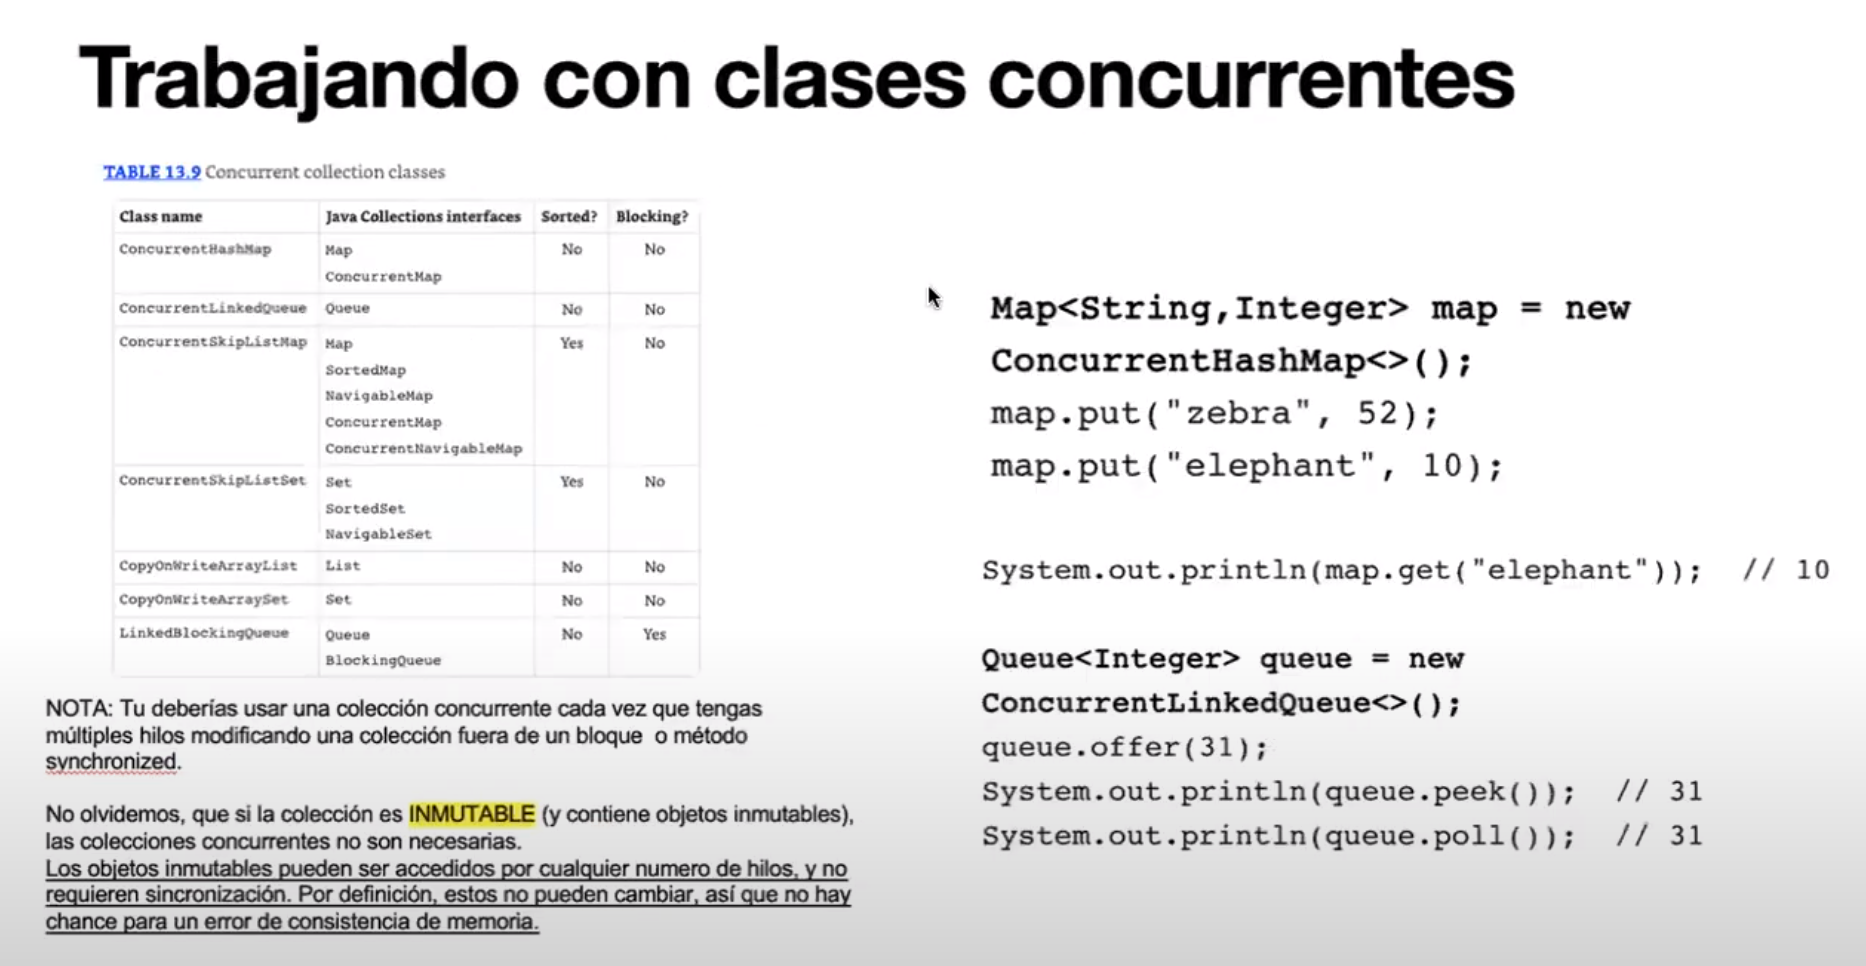 Trabajando con clases concurrentes
TABLE 13.9 Concurrent collection classes
Class name Java Collections interfaces Sorted? Blocking?
ConcurrentHashMap Map No No
ConcurrentMap
ConcurrentLinkedQueue Queue No No
ConcurrentSkipListMap Map Yes No
SortedMap
NavigableMap
ConcurrentMap
ConcurrentNavigableMap
ConcurrentSkipListSet Set Yes No
SortedSet
NavigableSet
CopyOnWriteArrayList List No No
CopyOnWriteArraySet Set No No
LinkedBlockingQueue Queue No Yes
BlockingQueue
NOTA: Tu deberías usar una colección concurrente cada vez que tengas
múltiples hilos modificando una colección fuera de un bloque o método
synchronized.
No olvidemos, que si la colección es INMUTABLE (y contiene objetos inmutables),
las colecciones concurrentes no son necesarias.
Los objetos inmutables pueden ser accedidos por cualquier numero de hilos, y no
requieren sincronización. Por definición, estos no pueden cambiar, así que no hay
chance para un error de consistencia de memoria.
Map<String,Integer> map = new
ConcurrentHashMap<>();
map.put("zebra", 52);
map.put("elephant", 10);
System.out.println(map.get("elephant")); // 10
Queue<Integer> queue = new
ConcurrentLinkedQueue<>();
queue.offer(31);
System.out.println(queue.peek()); // 31
System.out.println(queue.poll()); // 31